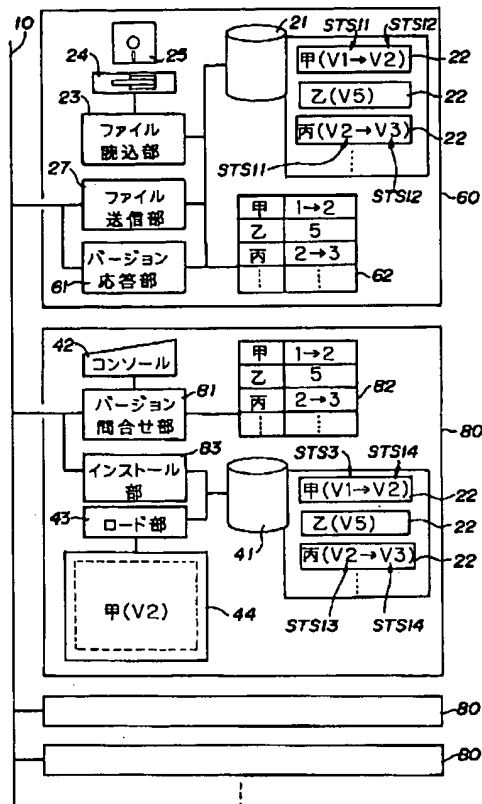 10
24
25
23
ファイル
読込部
27
ファイル
送信部
バージョン
応答部
61
21
STS11 STS12
甲(V1→V2) 22
乙(V5) 22
丙(V2→V3) 22
STS11
STS12
60
甲 1→2
乙 5
丙 2→3
62
42
コンソール
81
バージョン
問合せ部
83
インストール
部
43
ロード部
甲(V2)
44
甲 1→2
乙 5
丙 2→3
82
80
STS3 STS14
甲(V1→V2) 22
乙(V5) 22
丙(V2→V3) 22
41
STS13
STS14
80
80